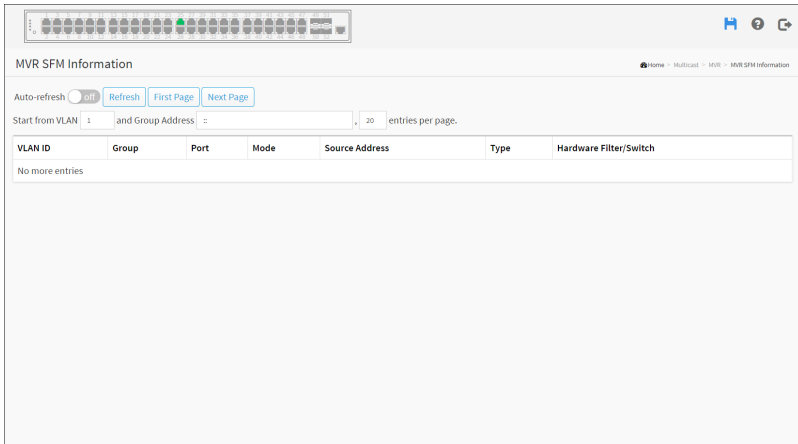 MVR SFM Information
Home > Multicast > MVR > MVR SFM Information
Auto-refresh off Refresh First Page Next Page
Start from VLAN 1 and Group Address :: , 20 entries per page.
VLAN ID Group Port Mode Source Address Type Hardware Filter/Switch
No more entries